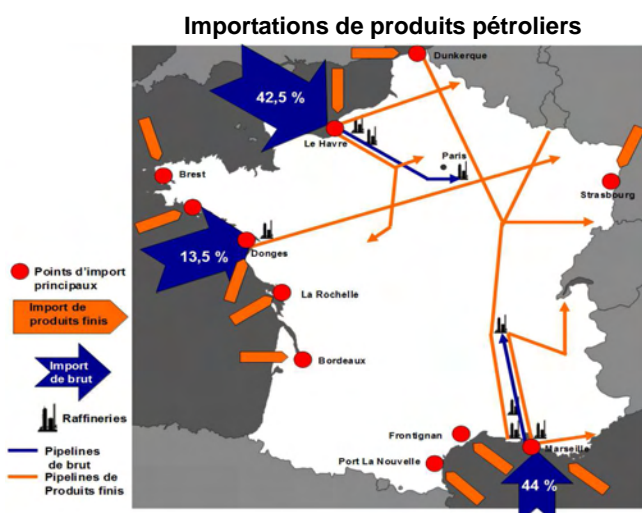 Importations de produits pétroliers
Dunkerque
42,5 %
Le Havre
Paris
Brest
Strasbourg
13,5 %
Donges
Points d'import
principaux
La Rochelle
Import de
produits finis
Bordeaux
Import
de brut
Raffineries
Frontignan
Marseille
Pipelines
de brut
Port La Nouvelle
Pipelines de
Produits finis
44 %